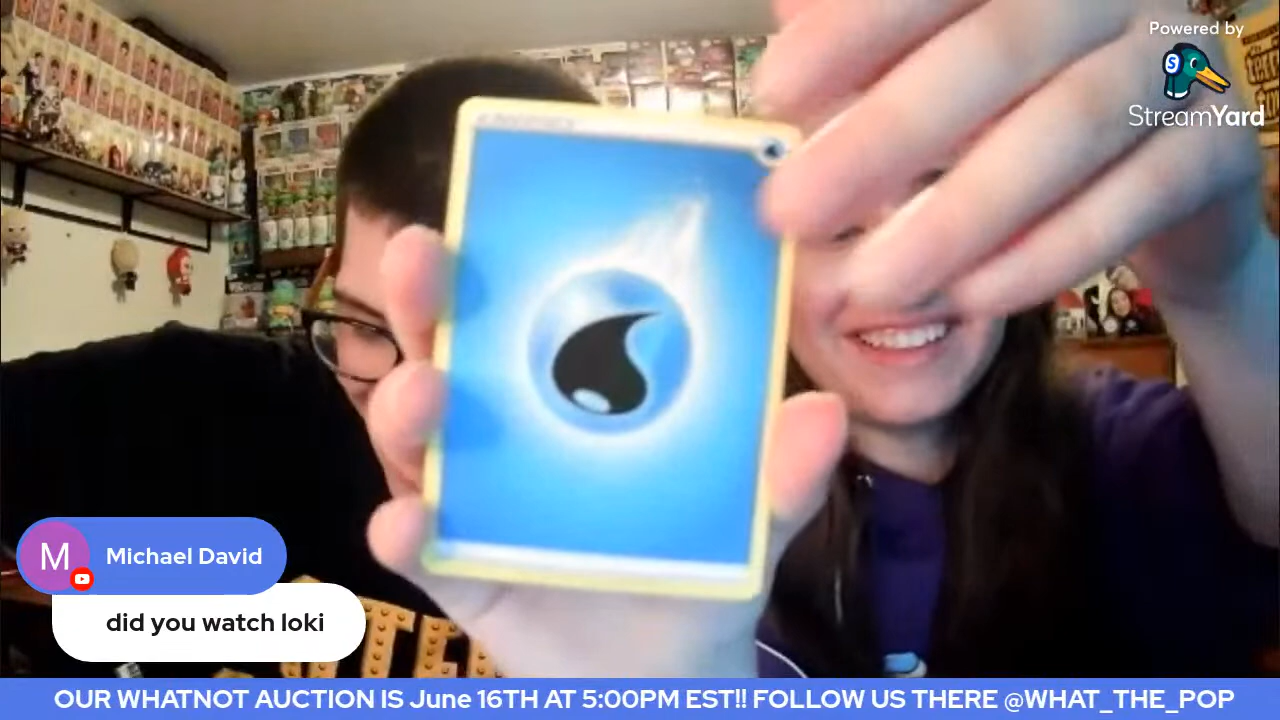 Powered by
S
StreamYard
M
Michael David
did you watch loki
OUR WHATNOT AUCTION IS June 16TH AT 5:00PM EST!! FOLLOW US THERE @WHAT_THE_POP